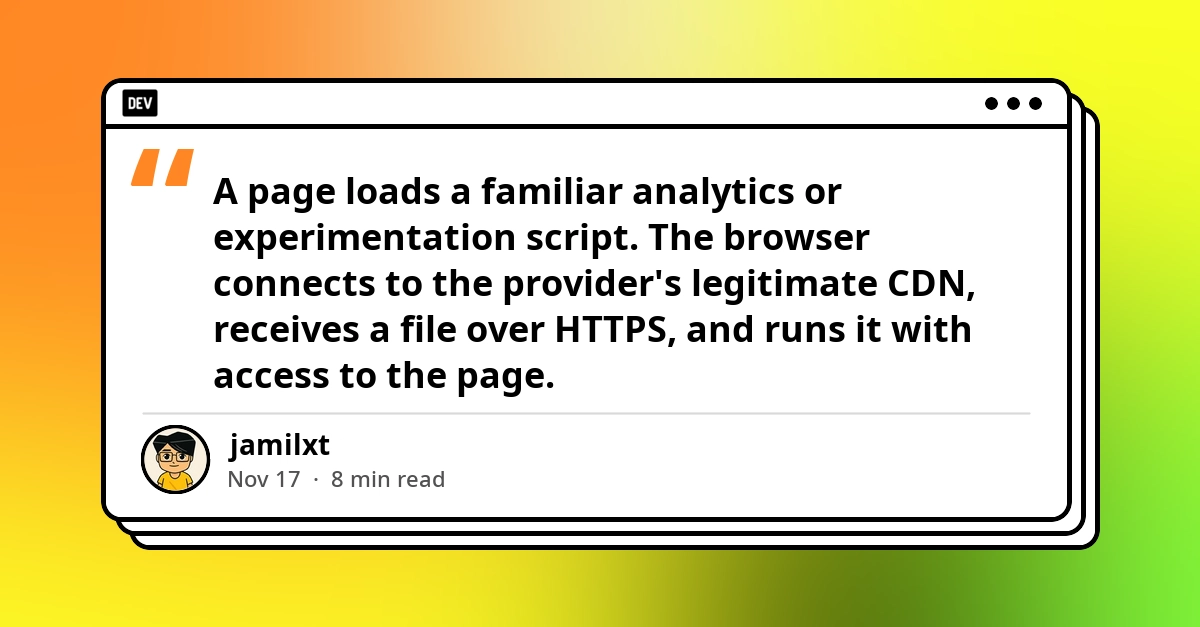 DEV
“
A page loads a familiar analytics or
experimentation script. The browser
connects to the provider's legitimate CDN,
receives a file over HTTPS, and runs it with
access to the page.
jamilxt
Nov 17 · 8 min read